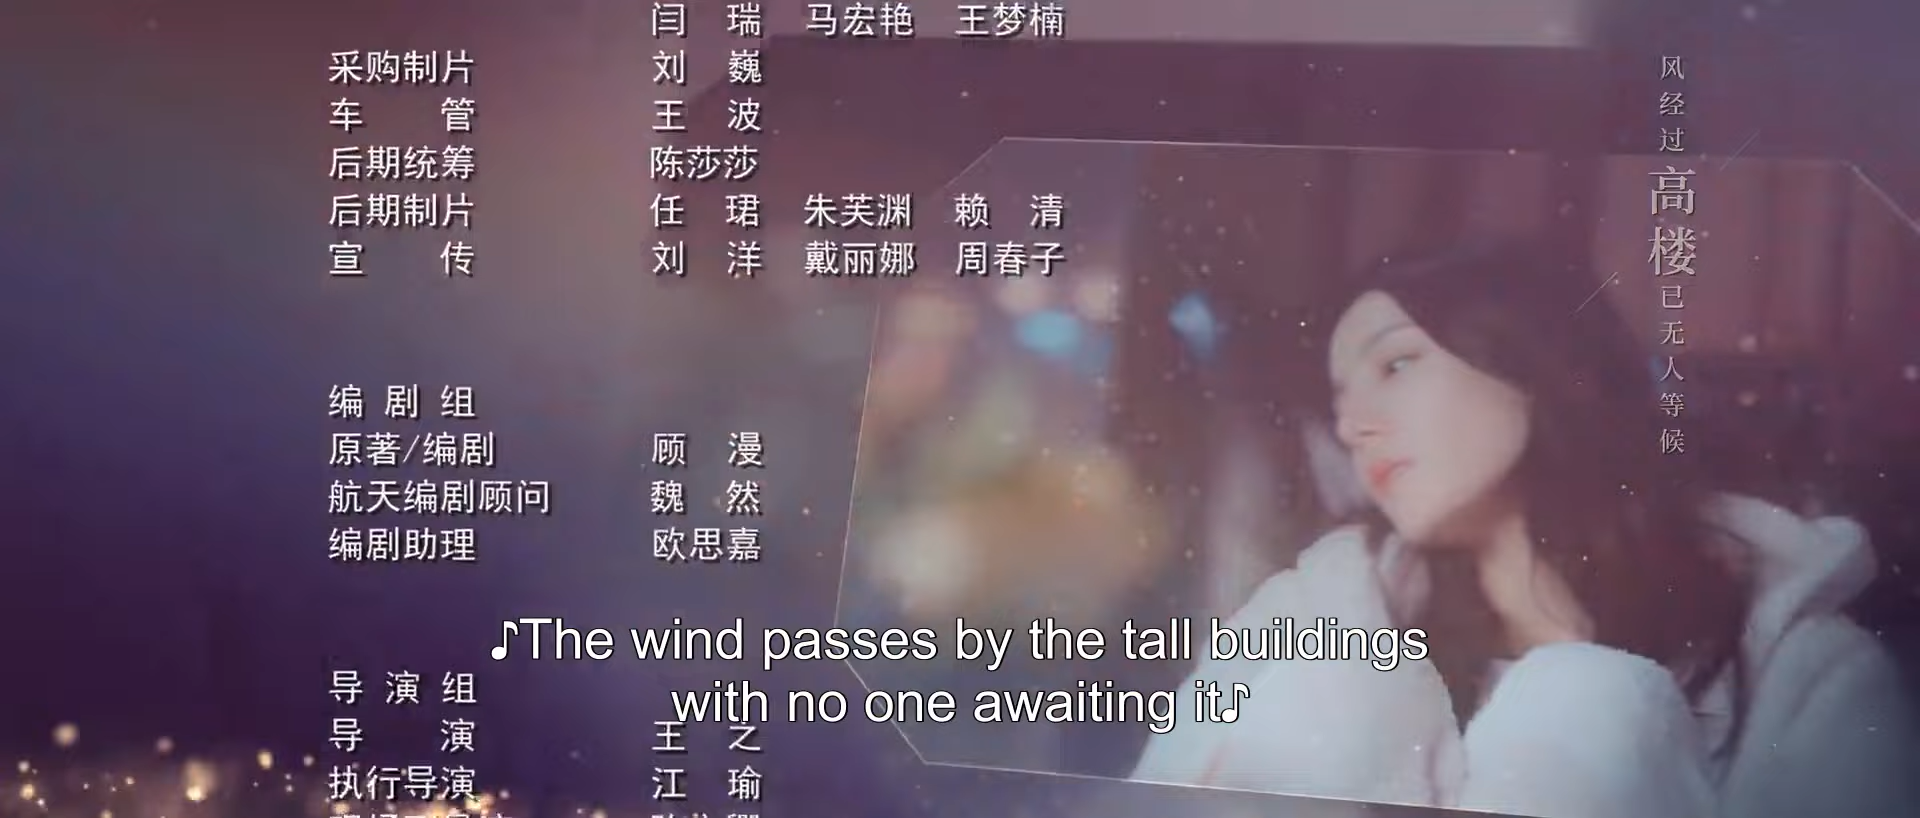 闫 瑞 马宏艳 王梦楠
采购制片 刘 巍
车 管 王 波
后期统筹 陈莎莎
后期制片 任 珺 朱芙渊 赖 清
宣 传 刘 洋 戴丽娜 周春子
编 剧 组
原著/编剧 顾 漫
航天编剧顾问 魏 然
编剧助理 欧思嘉
导 演 组
导 演 王 之
执行导演 江 瑜
风经过高楼已无人等候
♪The wind passes by the tall buildings
with no one awaiting it♪